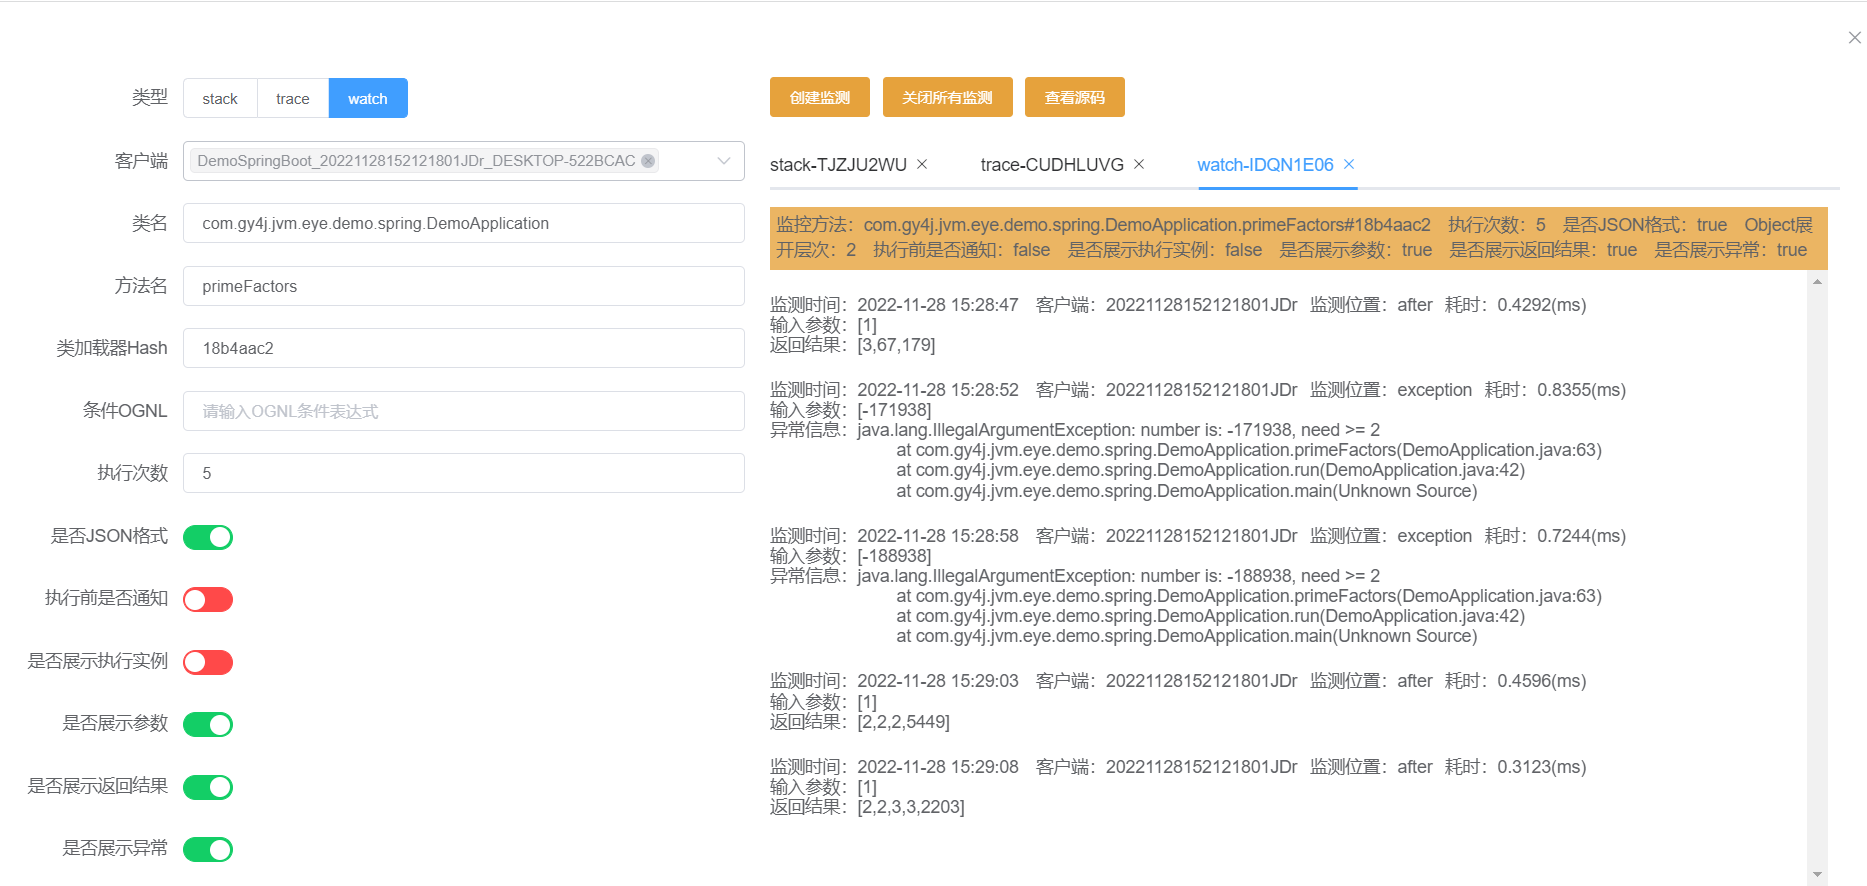 类型 stack trace watch
客户端 DemoSpringBoot_20221128152121801JDr_DESKTOP-522BCAC
类名 com.gy4j.jvm.eye.demo.spring.DemoApplication
方法名 primeFactors
类加载器Hash 18b4aac2
条件OGNL 请输入OGNL条件表达式
执行次数 5
是否JSON格式
执行前是否通知
是否展示执行实例
是否展示参数
是否展示返回结果
是否展示异常
创建监测 关闭所有监测 查看源码
stack-TJZJU2WU trace-CUDHLUVG watch-IDQN1E06
监控方法：com.gy4j.jvm.eye.demo.spring.DemoApplication.primeFactors#18b4aac2 执行次数：5 是否JSON格式：true Object展
开层次：2 执行前是否通知：false 是否展示执行实例：false 是否展示参数：true 是否展示返回结果：true 是否展示异常：true
监测时间：2022-11-28 15:28:47 客户端：20221128152121801JDr 监测位置：after 耗时：0.4292(ms)
输入参数：[1]
返回结果：[3,67,179]
监测时间：2022-11-28 15:28:52 客户端：20221128152121801JDr 监测位置：exception 耗时：0.8355(ms)
输入参数：[-171938]
异常信息：java.lang.IllegalArgumentException: number is: -171938, need >= 2
at com.gy4j.jvm.eye.demo.spring.DemoApplication.primeFactors(DemoApplication.java:63)
at com.gy4j.jvm.eye.demo.spring.DemoApplication.run(DemoApplication.java:42)
at com.gy4j.jvm.eye.demo.spring.DemoApplication.main(Unknown Source)
监测时间：2022-11-28 15:28:58 客户端：20221128152121801JDr 监测位置：exception 耗时：0.7244(ms)
输入参数：[-188938]
异常信息：java.lang.IllegalArgumentException: number is: -188938, need >= 2
at com.gy4j.jvm.eye.demo.spring.DemoApplication.primeFactors(DemoApplication.java:63)
at com.gy4j.jvm.eye.demo.spring.DemoApplication.run(DemoApplication.java:42)
at com.gy4j.jvm.eye.demo.spring.DemoApplication.main(Unknown Source)
监测时间：2022-11-28 15:29:03 客户端：20221128152121801JDr 监测位置：after 耗时：0.4596(ms)
输入参数：[1]
返回结果：[2,2,2,5449]
监测时间：2022-11-28 15:29:08 客户端：20221128152121801JDr 监测位置：after 耗时：0.3123(ms)
输入参数：[1]
返回结果：[2,2,3,3,2203]